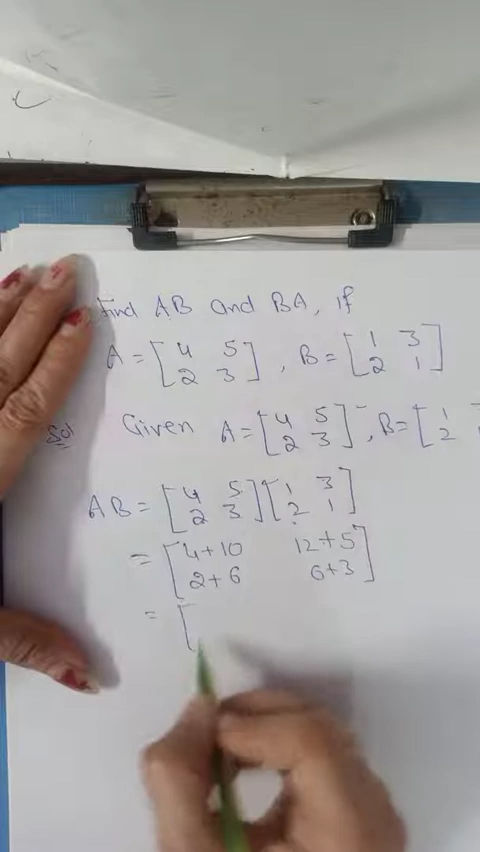 Find AB and BA, if
A = [4 5 2 3], B = [1 3 2 1]
Sol Given A = [4 5 2 3], B = [1 2
AB = [4 5 2 3][1 3 2 1]
= [4+10 12+5 2+6 6+3]
= [